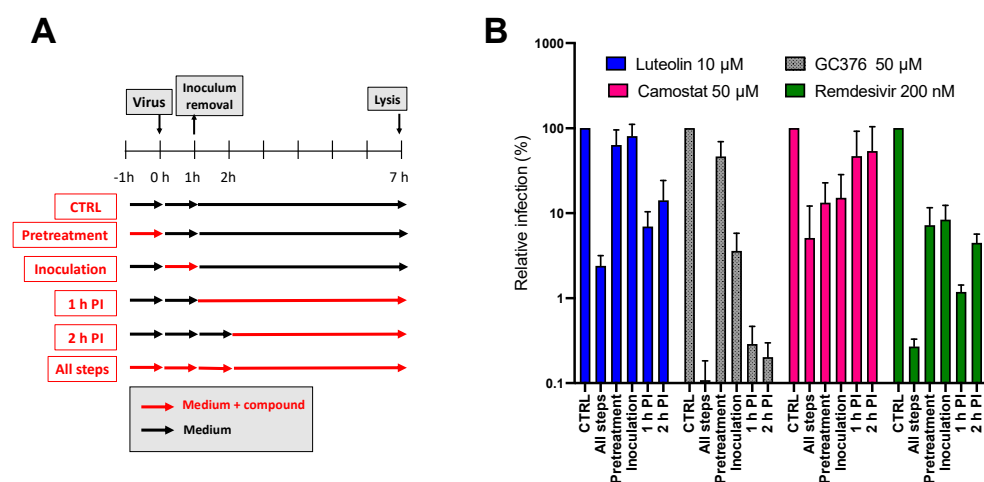 A
Virus
Inoculum
removal
Lysis
-1h
0 h
1h
2h
7 h
CTRL
Pretreatment
Inoculation
1 h PI
2 h PI
All steps
Medium + compound
Medium
B
Luteolin 10 µM
GC376 50 µM
Camostat 50 µM
Remdesivir 200 nM
Relative infection (%)
1000
100
10
1
0.1
CTRL
All steps
Pretreatment
Inoculation
1 h PI
2 h PI
CTRL
All steps
Pretreatment
Inoculation
1 h PI
2 h PI
CTRL
All steps
Pretreatment
Inoculation
1 h PI
2 h PI
CTRL
All steps
Pretreatment
Inoculation
1 h PI
2 h PI